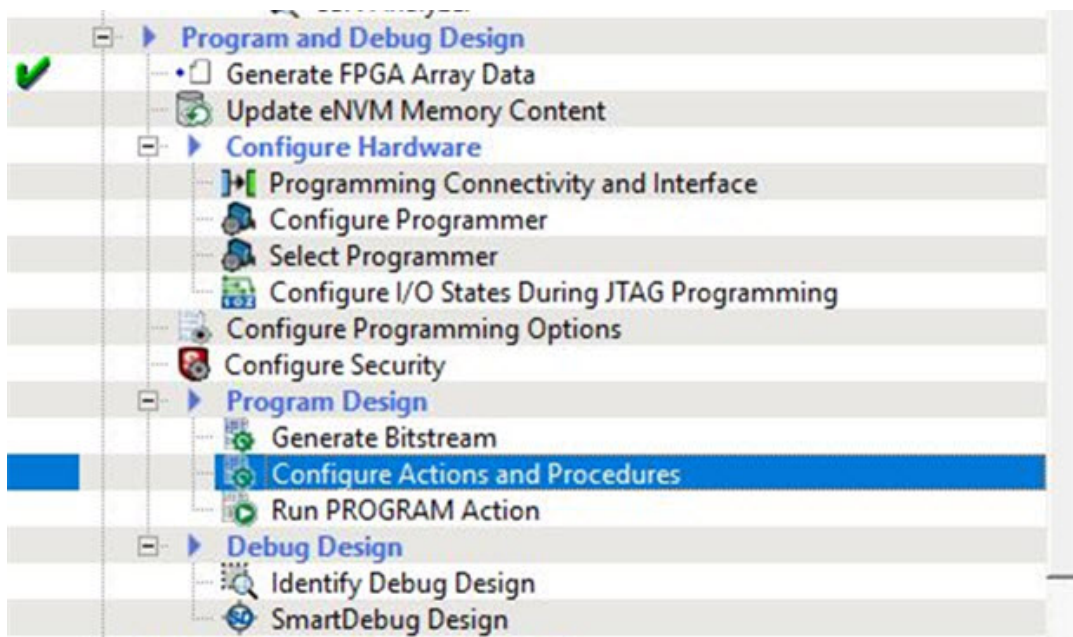 Program and Debug Design
Generate FPGA Array Data
Update eNVM Memory Content
Configure Hardware
Programming Connectivity and Interface
Configure Programmer
Select Programmer
Configure I/O States During JTAG Programming
Configure Programming Options
Configure Security
Program Design
Generate Bitstream
Configure Actions and Procedures
Run PROGRAM Action
Debug Design
Identify Debug Design
SmartDebug Design